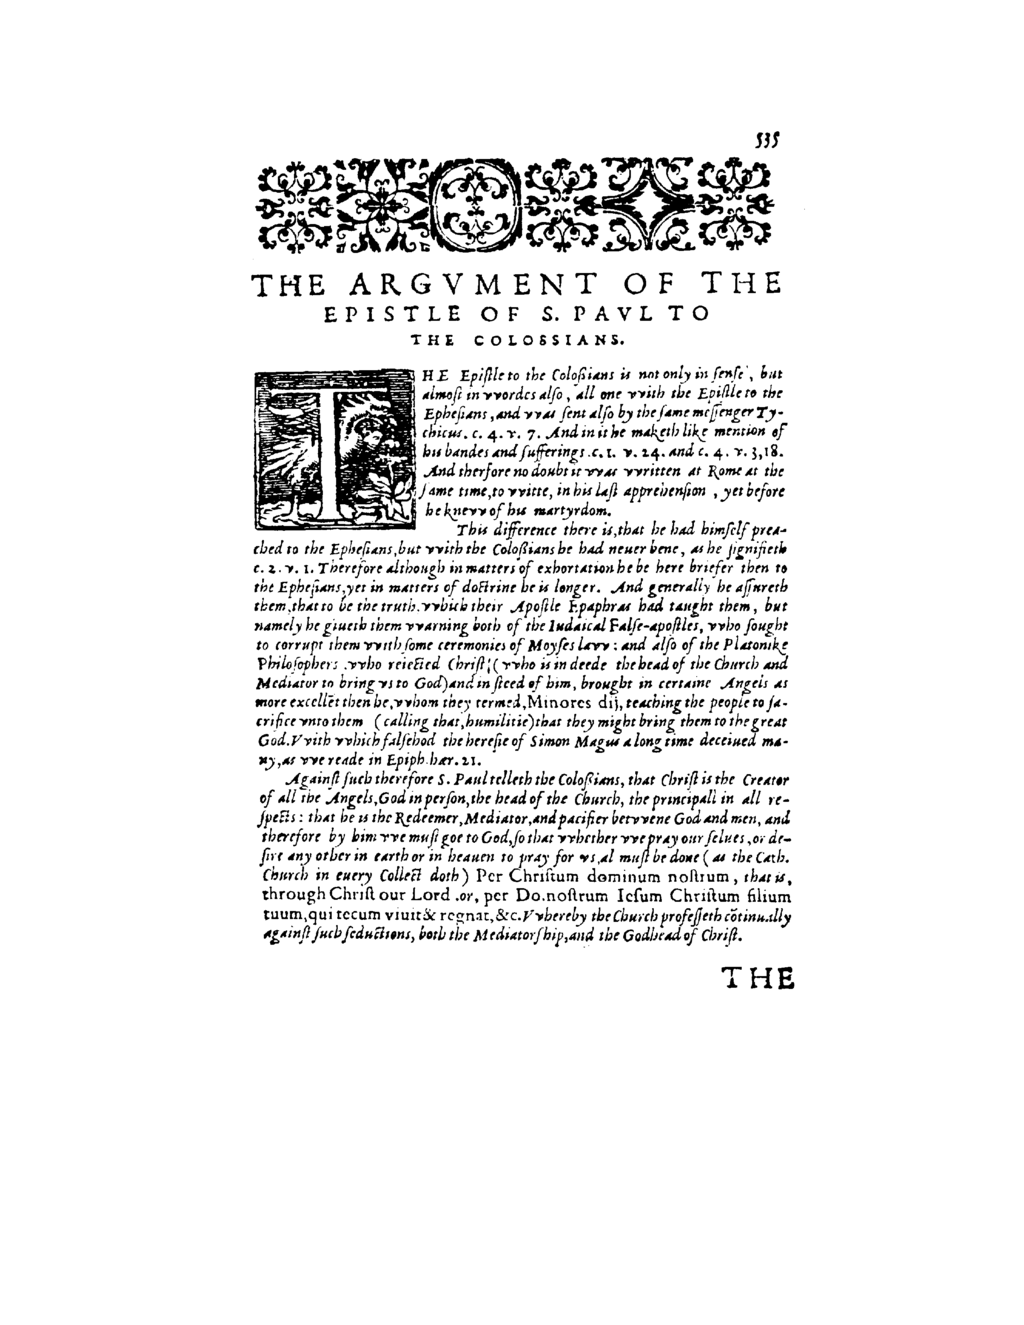 535
THE ARGVMENT OF THE
EPISTLE OF S. PAVL TO
THE COLOSSIANS.
THE Epiſtle to the Coloſsians is not only in ſenſe, but
almoſt in vvordes alſo, all one vvith the Epiſtle to the
Epheſians, and vvas ſent alſo by the ſame meſſenger Ty-
chicus. c. 4. v. 7. And in it he maketh like mention of
his bandes and ſufferings .c. 1. v. 24. and c. 4. v. 3,18.
And therfore no doubt it vvas vvritten at Rome at the
ſame time, to vvitte, in his laſt apprehenſion, yet before
he knevv of his martyrdom.
This difference there is, that he had himſelf prea-
ched to the Epheſians, but vvith the Coloſsians he had neuer bene, as he ſignifieth
c. 2. v. 1. Therefore although in matters of exhortation he be here briefer then to
the Epheſians, yet in matters of doctrine he is longer. And generally he aſſureth
them, that to be the truth, vvhich their Apoſtle Epaphras had taught them, but
namely he giueth them vvarning both of the Iudaical Falſe-apoſtles, vvho ſought
to corrupt them vvith ſome ceremonies of Moyſes lavv: and alſo of the Platonike
Philoſophers .vvho reiected Chriſt (vvho is in deede the head of the Church and
Mediator to bring vs to God) and in ſteed of him, brought in certaine Angels as
more excellēt then he, vvhom they termed, Minores dij, teaching the people to ſa-
crifice vnto them (calling that, humilitie) that they might bring them to the great
God. VVith vvhich falſehod the hereſie of Simon Magus a long time deceiued ma-
ny, as vve reade in Epiph. hær. 21.
Againſt ſuch therefore S. Paul telleth the Coloſsians, that Chriſt is the Creator
of all the Angels, God in perſon, the head of the Church, the principall in all re-
ſpects: that he is the Redeemer, Mediator, and pacifier betvvene God and men, and
therefore by him vve muſt goe to God, ſo that vvhether vve pray our ſelues, or de-
ſire any other in earth or in heauen to pray for vs, al muſt be done (as the Cath.
Church in euery Collect doth) Per Chriſtum dominum noſtrum, that is,
through Chriſt our Lord .or, per Do.noſtrum Ieſum Chriſtum filium
tuum, qui tecum viuit & regnat, &c. VVhereby the Church profeſſeth cōtinually
againſt ſuch ſeductions, both the Mediatorſhip, and the Godhead of Chriſt.
THE